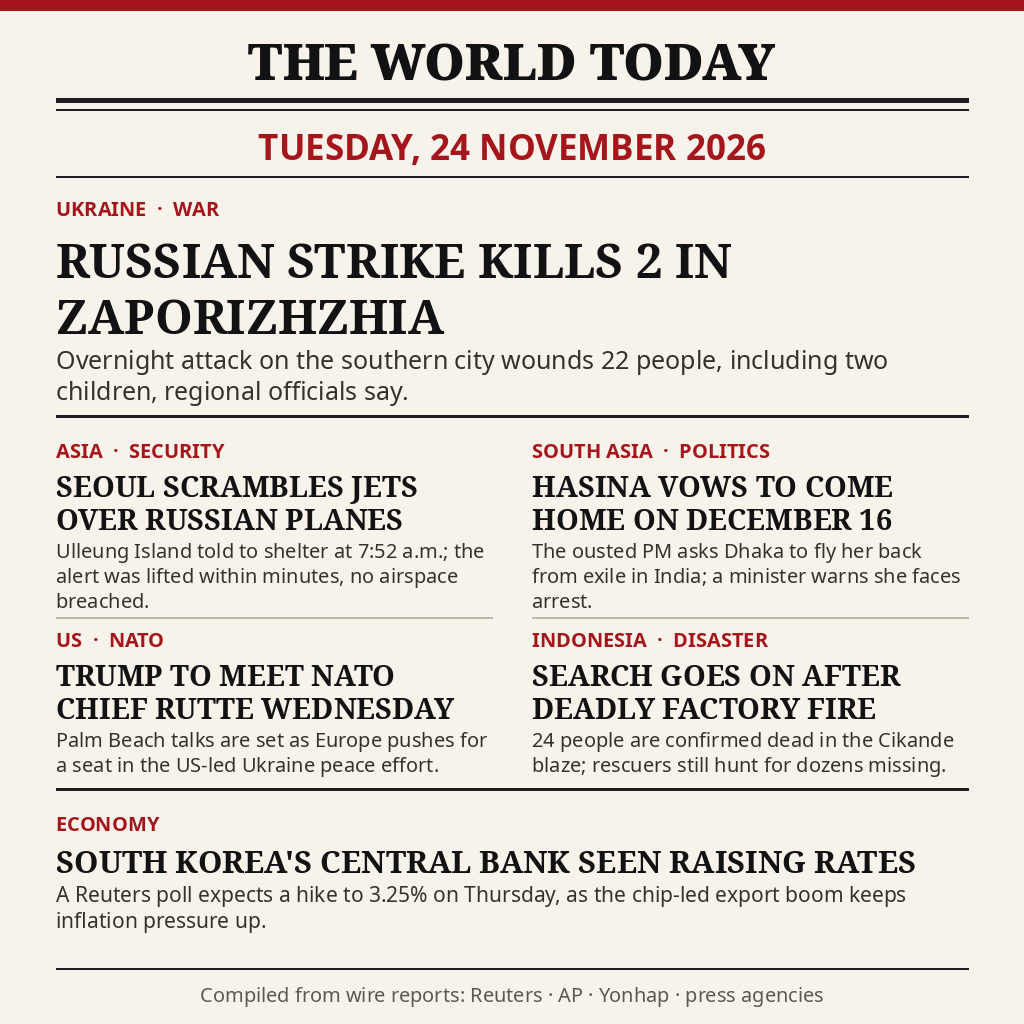 THE WORLD TODAY
TUESDAY, 24 NOVEMBER 2026
UKRAINE · WAR
RUSSIAN STRIKE KILLS 2 IN
ZAPORIZHZHIA
Overnight attack on the southern city wounds 22 people, including two
children, regional officials say.
ASIA · SECURITY
SEOUL SCRAMBLES JETS
OVER RUSSIAN PLANES
Ulleung Island told to shelter at 7:52 a.m.; the
alert was lifted within minutes, no airspace
breached.
SOUTH ASIA · POLITICS
HASINA VOWS TO COME
HOME ON DECEMBER 16
The ousted PM asks Dhaka to fly her back
from exile in India; a minister warns she faces
arrest.
US · NATO
TRUMP TO MEET NATO
CHIEF RUTTE WEDNESDAY
Palm Beach talks are set as Europe pushes for
a seat in the US-led Ukraine peace effort.
INDONESIA · DISASTER
SEARCH GOES ON AFTER
DEADLY FACTORY FIRE
24 people are confirmed dead in the Cikande
blaze; rescuers still hunt for dozens missing.
ECONOMY
SOUTH KOREA'S CENTRAL BANK SEEN RAISING RATES
A Reuters poll expects a hike to 3.25% on Thursday, as the chip-led export boom keeps
inflation pressure up.
Compiled from wire reports: Reuters · AP · Yonhap · press agencies